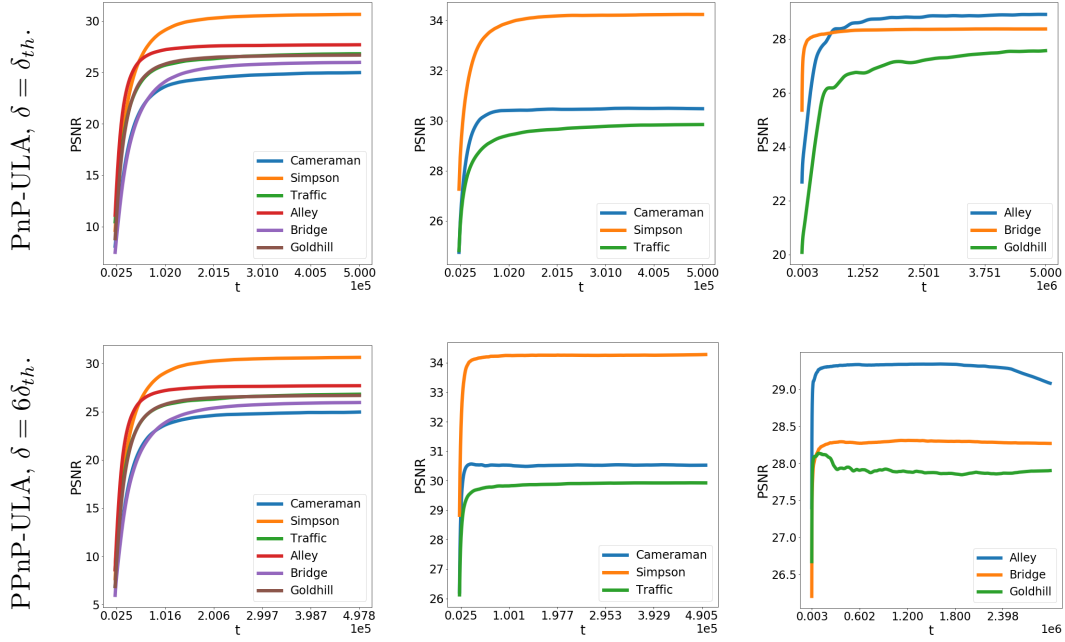 PnP-ULA, δ = δth.
PSNR
30
25
20
15
10
Cameraman
Simpson
Traffic
Alley
Bridge
Goldhill
0.025 1.020 2.015 3.010 4.005 5.000
t
1e5
PSNR
34
32
30
28
26
Cameraman
Simpson
Traffic
0.025 1.020 2.015 3.010 4.005 5.000
t
1e5
PSNR
28
26
24
22
20
Alley
Bridge
Goldhill
0.003 1.252 2.501 3.751 5.000
t
1e6
PPnP-ULA, δ = 6δth.
PSNR
30
25
20
15
10
5
Cameraman
Simpson
Traffic
Alley
Bridge
Goldhill
0.025 1.016 2.006 2.997 3.987 4.978
t
1e5
PSNR
34
33
32
31
30
29
28
27
26
Cameraman
Simpson
Traffic
0.025 1.001 1.977 2.953 3.929 4.905
t
1e5
PSNR
29.0
28.5
28.0
27.5
27.0
26.5
Alley
Bridge
Goldhill
0.003 0.602 1.200 1.800 2.398
t
1e6